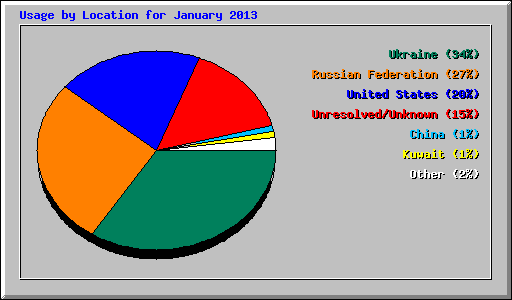 Usage by Location for January 2013
Ukraine (34%)
Russian Federation (27%)
United States (20%)
Unresolved/Unknown (15%)
China (1%)
Kuwait (1%)
Other (2%)